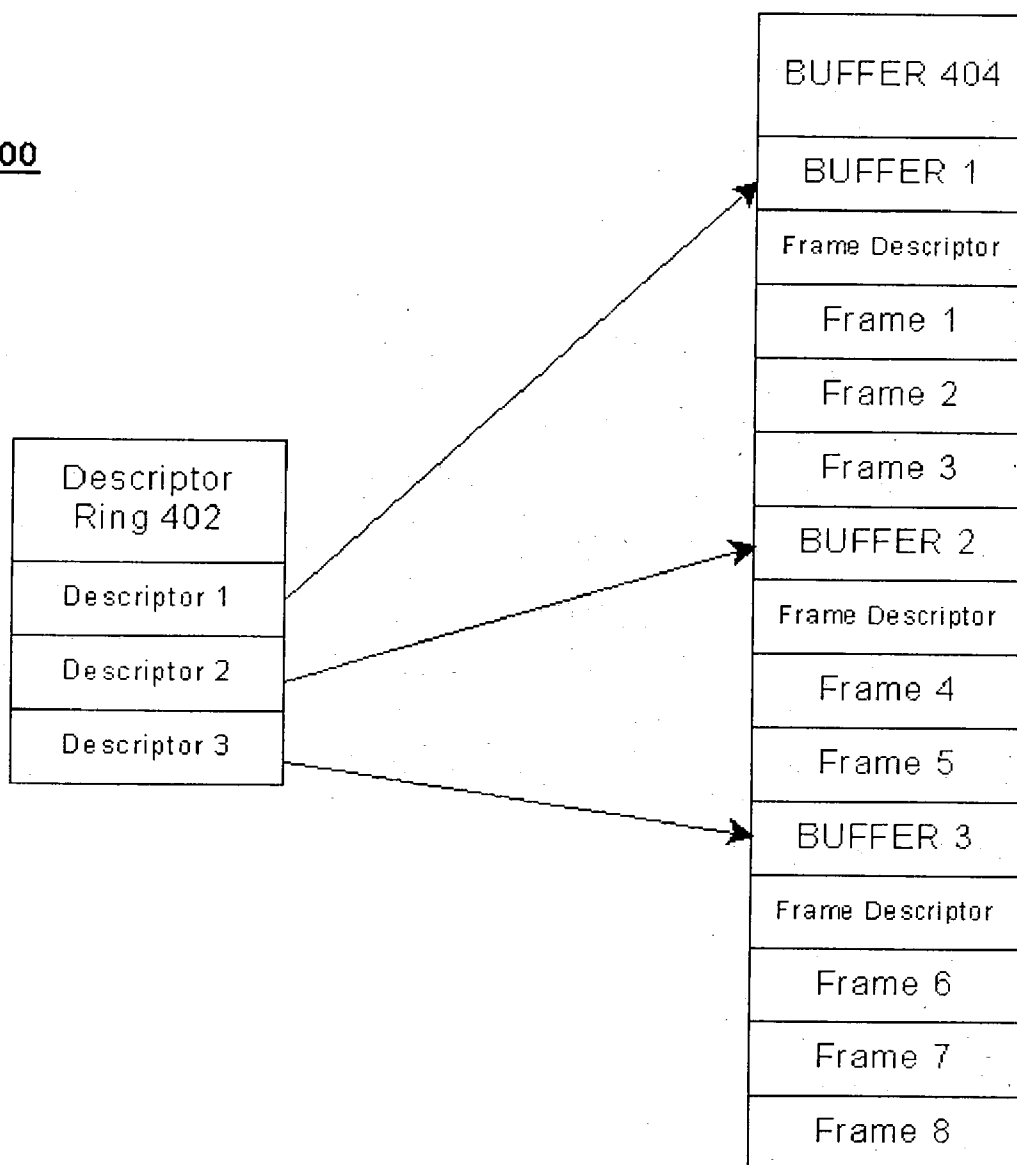 00
Descriptor
Ring 402
Descriptor 1
Descriptor 2
Descriptor 3
BUFFER 404
BUFFER 1
Frame Descriptor
Frame 1
Frame 2
Frame 3
BUFFER 2
Frame Descriptor
Frame 4
Frame 5
BUFFER 3
Frame Descriptor
Frame 6
Frame 7
Frame 8